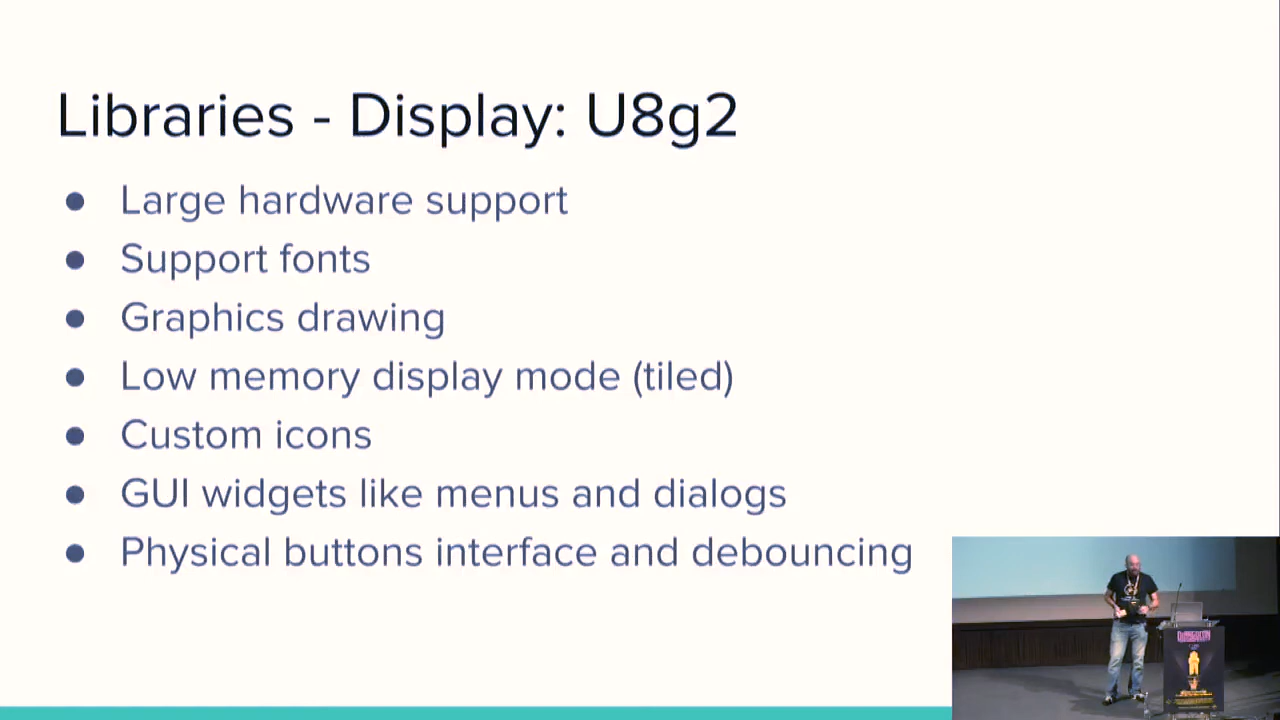 Libraries - Display: U8g2
● Large hardware support
● Support fonts
● Graphics drawing
● Low memory display mode (tiled)
● Custom icons
● GUI widgets like menus and dialogs
● Physical buttons interface and debouncing